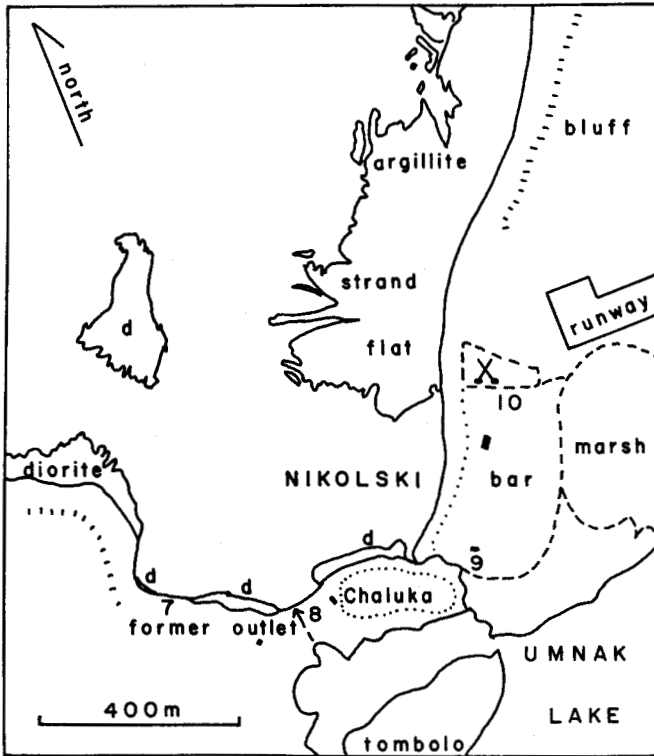 north
bluff
argillite
strand
flat
runway
d
10
diorite
NIKOLSKI
bar
marsh
d
9
d
d
7
8
Chaluka
former outlet
UMNAK
400m
LAKE
tombolo